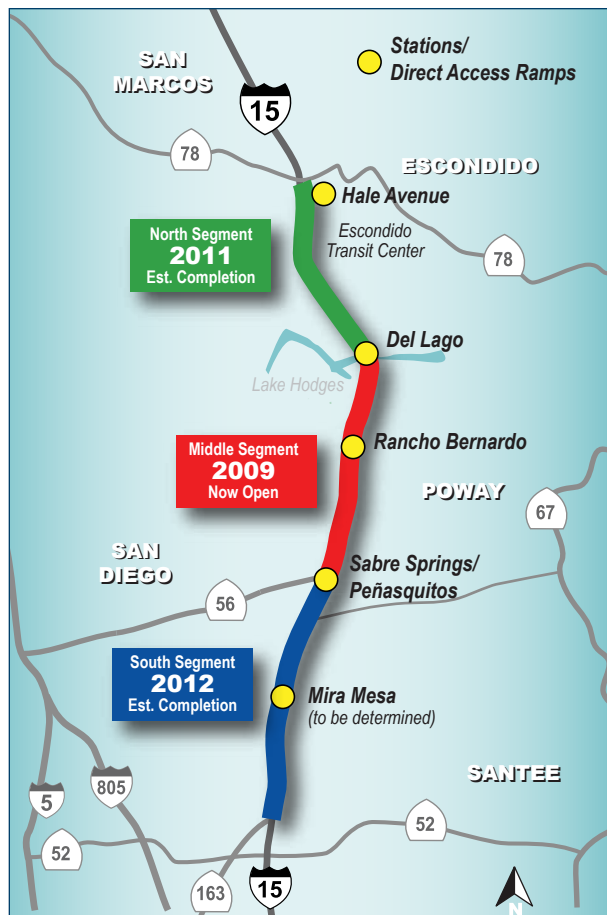 SAN
MARCOS
Stations/
Direct Access Ramps
15
78
ESCONDIDO
Hale Avenue
Escondido
Transit Center
North Segment
2011
Est. Completion
78
Del Lago
Lake Hodges
Rancho Bernardo
Middle Segment
2009
Now Open
POWAY
67
SAN
DIEGO
Sabre Springs/
Peñasquitos
56
South Segment
2012
Est. Completion
Mira Mesa
(to be determined)
SANTEE
5
805
52
52
163
15
N